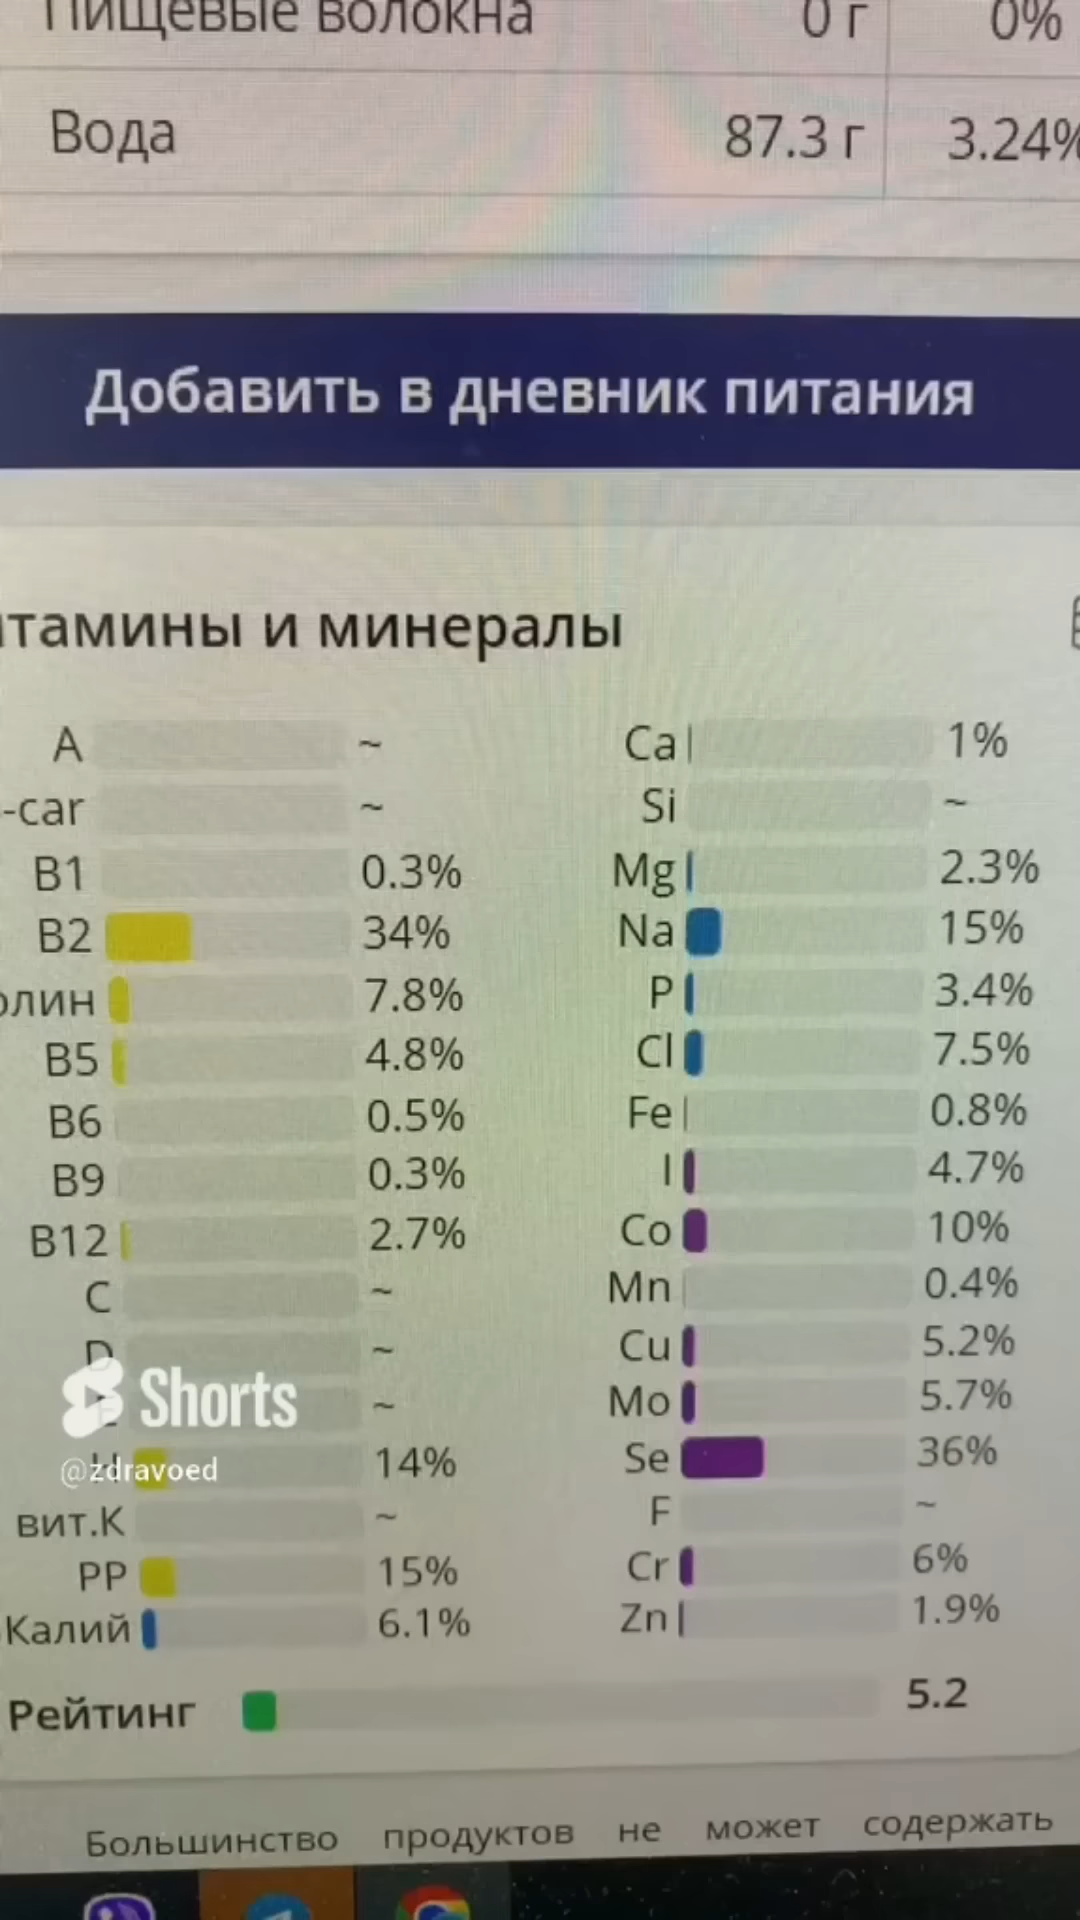 Пищевые волокна 0 г 0%
Вода 87.3 г 3.24%
Добавить в дневник питания
итамины и минералы
A ~ Ca 1%
-car ~ Si ~
B1 0.3% Mg 2.3%
B2 34% Na 15%
олин 7.8% P 3.4%
B5 4.8% Cl 7.5%
B6 0.5% Fe 0.8%
B9 0.3% I 4.7%
B12 2.7% Co 10%
C ~ Mn 0.4%
D ~ Cu 5.2%
Shorts
E ~ Mo 5.7%
@zdravoed
H 14% Se 36%
вит.К ~ F ~
PP 15% Cr 6%
Калий 6.1% Zn 1.9%
Рейтинг 5.2
Большинство продуктов не может содержать